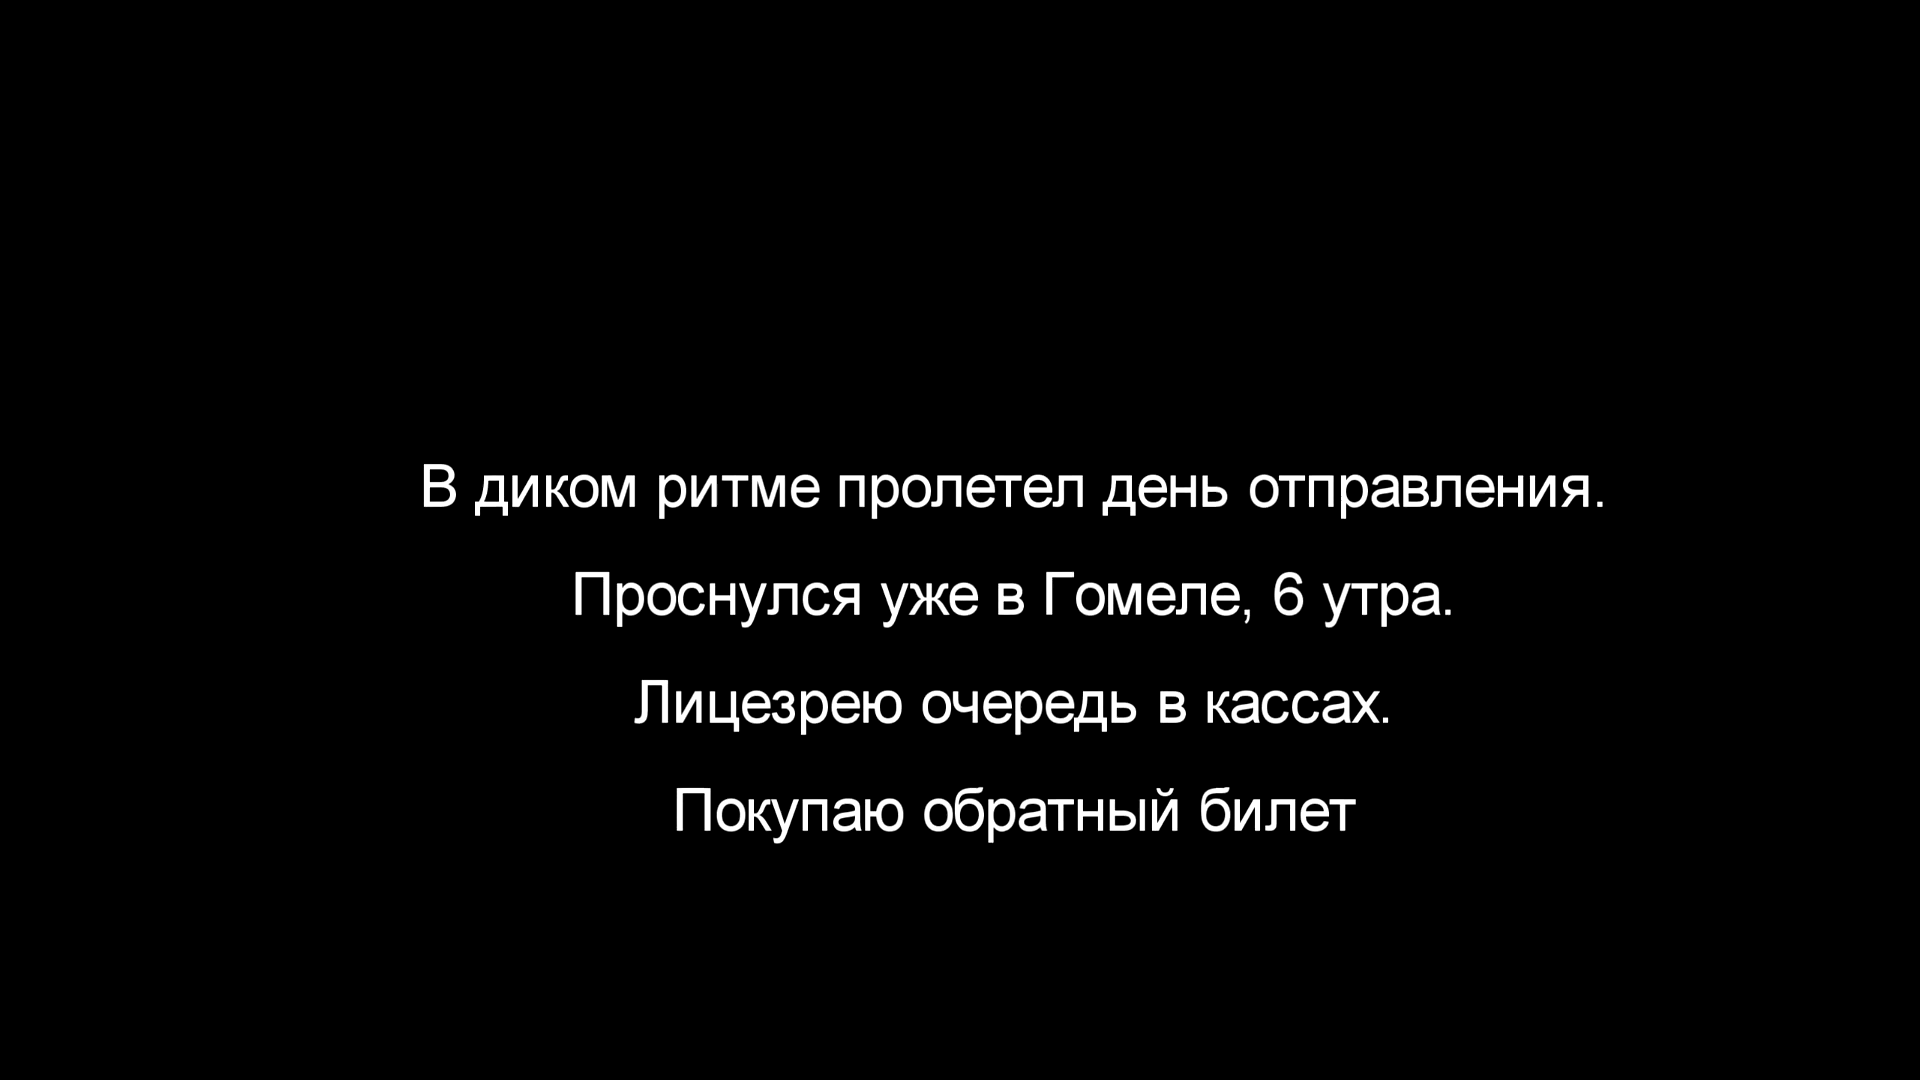 В диком ритме пролетел день отправления.
Проснулся уже в Гомеле, 6 утра.
Лицезрею очередь в кассах.
Покупаю обратный билет